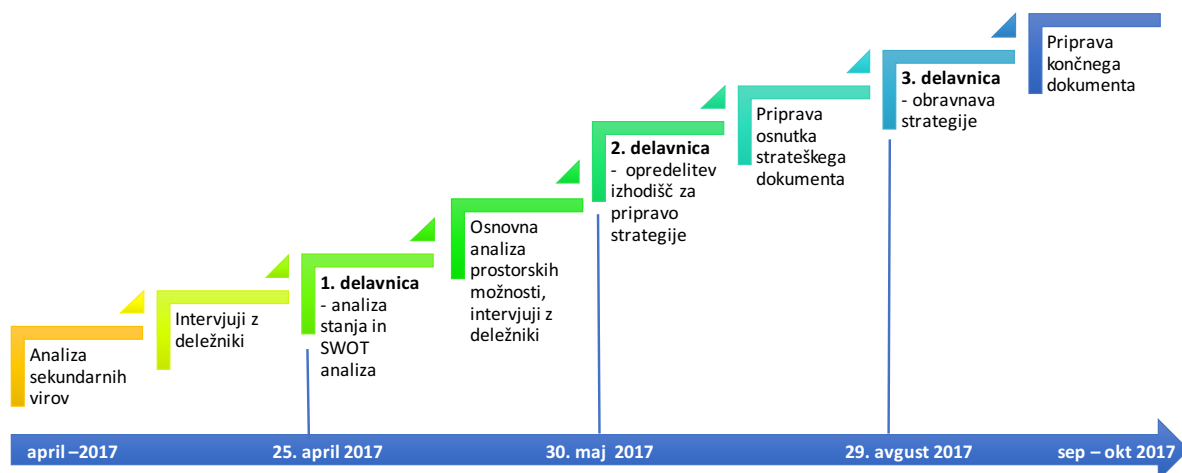 Analiza
sekundarnih
virov
Intervjuji z
deležniki
1. delavnica
- analiza
stanja in
SWOT
analiza
Osnovna
analiza
prostorskih
možnosti,
intervjuji z
deležniki
2. delavnica
- opredelitev
izhodišč za
pripravo
strategije
Priprava
osnutka
strateškega
dokumenta
3. delavnica
- obravnava
strategije
Priprava
končnega
dokumenta
april –2017
25. april 2017
30. maj 2017
29. avgust 2017
sep – okt 2017